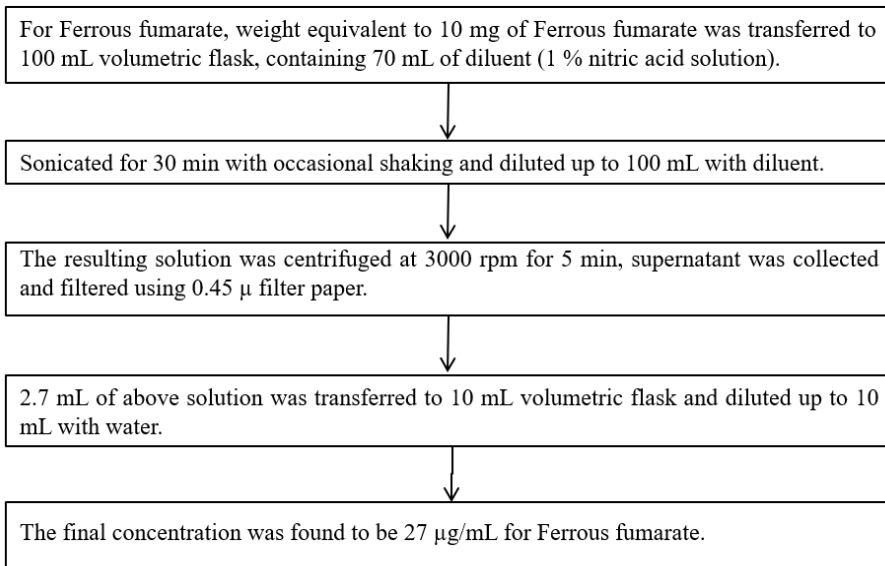 For Ferrous fumarate, weight equivalent to 10 mg of Ferrous fumarate was transferred to
100 mL volumetric flask, containing 70 mL of diluent (1 % nitric acid solution).
Sonicated for 30 min with occasional shaking and diluted up to 100 mL with diluent.
The resulting solution was centrifuged at 3000 rpm for 5 min, supernatant was collected
and filtered using 0.45 µ filter paper.
2.7 mL of above solution was transferred to 10 mL volumetric flask and diluted up to 10
mL with water.
The final concentration was found to be 27 µg/mL for Ferrous fumarate.